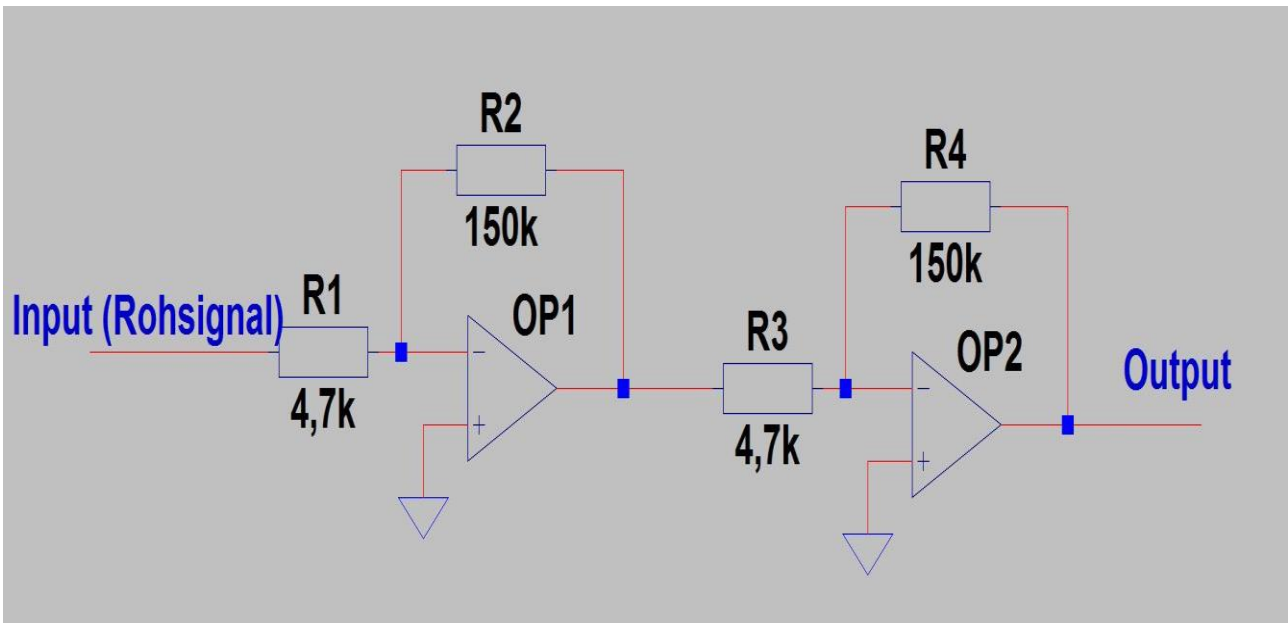 R2
150k
R4
150k
Input (Rohsignal)
R1
4,7k
OP1
R3
4,7k
OP2
Output